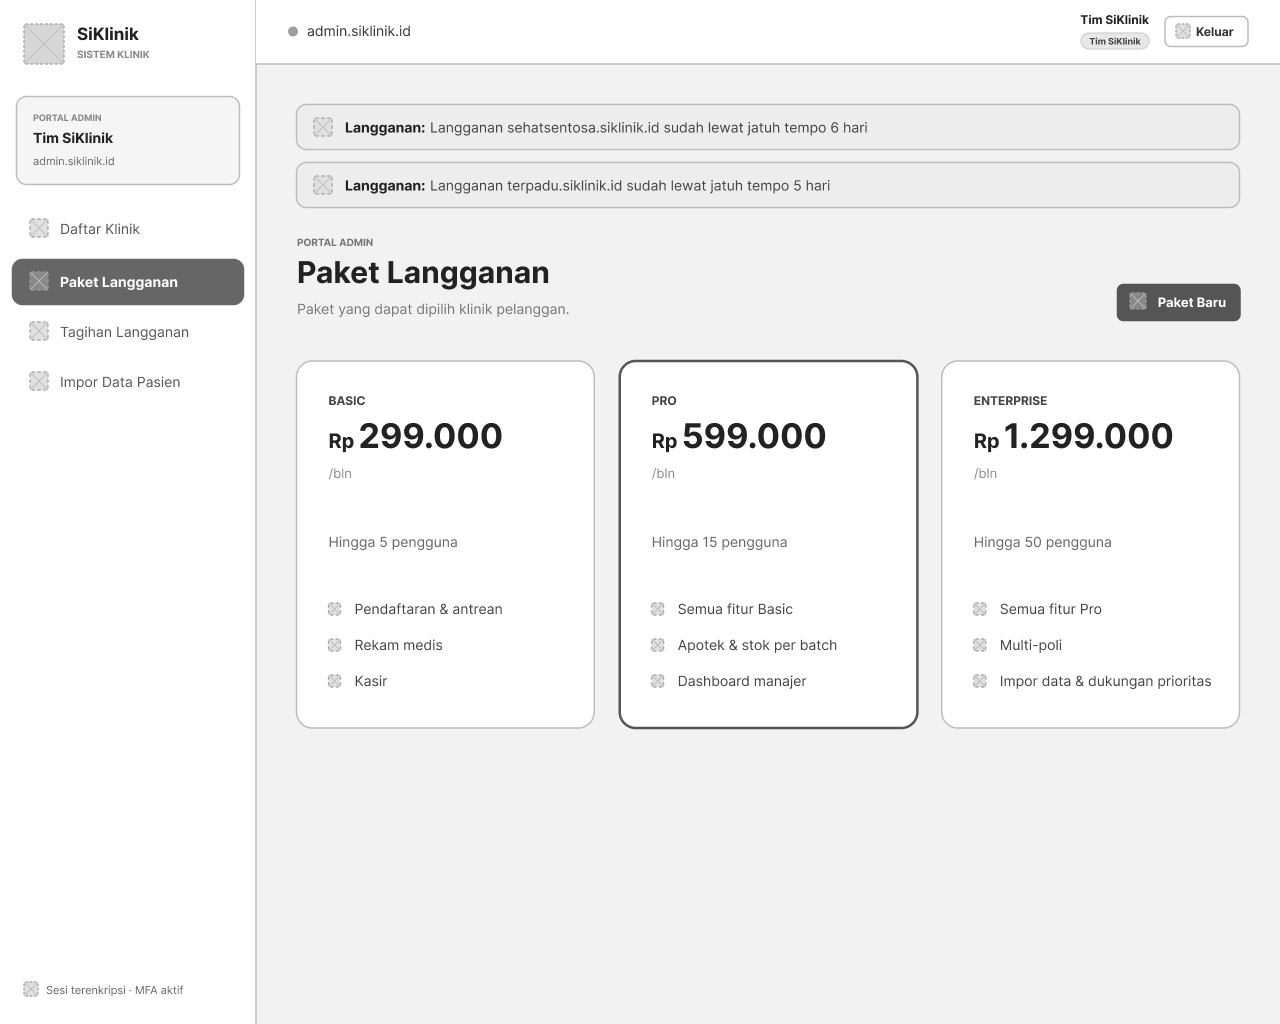 SiKlinik
SISTEM KLINIK
PORTAL ADMIN
Tim SiKlinik
admin.siklinik.id
Daftar Klinik
Paket Langganan
Tagihan Langganan
Impor Data Pasien
Sesi terenkripsi · MFA aktif
admin.siklinik.id
Tim SiKlinik
Tim SiKlinik
Keluar
Langganan: Langganan sehatsentosa.siklinik.id sudah lewat jatuh tempo 6 hari
Langganan: Langganan terpadu.siklinik.id sudah lewat jatuh tempo 5 hari
PORTAL ADMIN
Paket Langganan
Paket yang dapat dipilih klinik pelanggan.
Paket Baru
BASIC
Rp 299.000
/bln
Hingga 5 pengguna
Pendaftaran & antrean
Rekam medis
Kasir
PRO
Rp 599.000
/bln
Hingga 15 pengguna
Semua fitur Basic
Apotek & stok per batch
Dashboard manajer
ENTERPRISE
Rp 1.299.000
/bln
Hingga 50 pengguna
Semua fitur Pro
Multi-poli
Impor data & dukungan prioritas